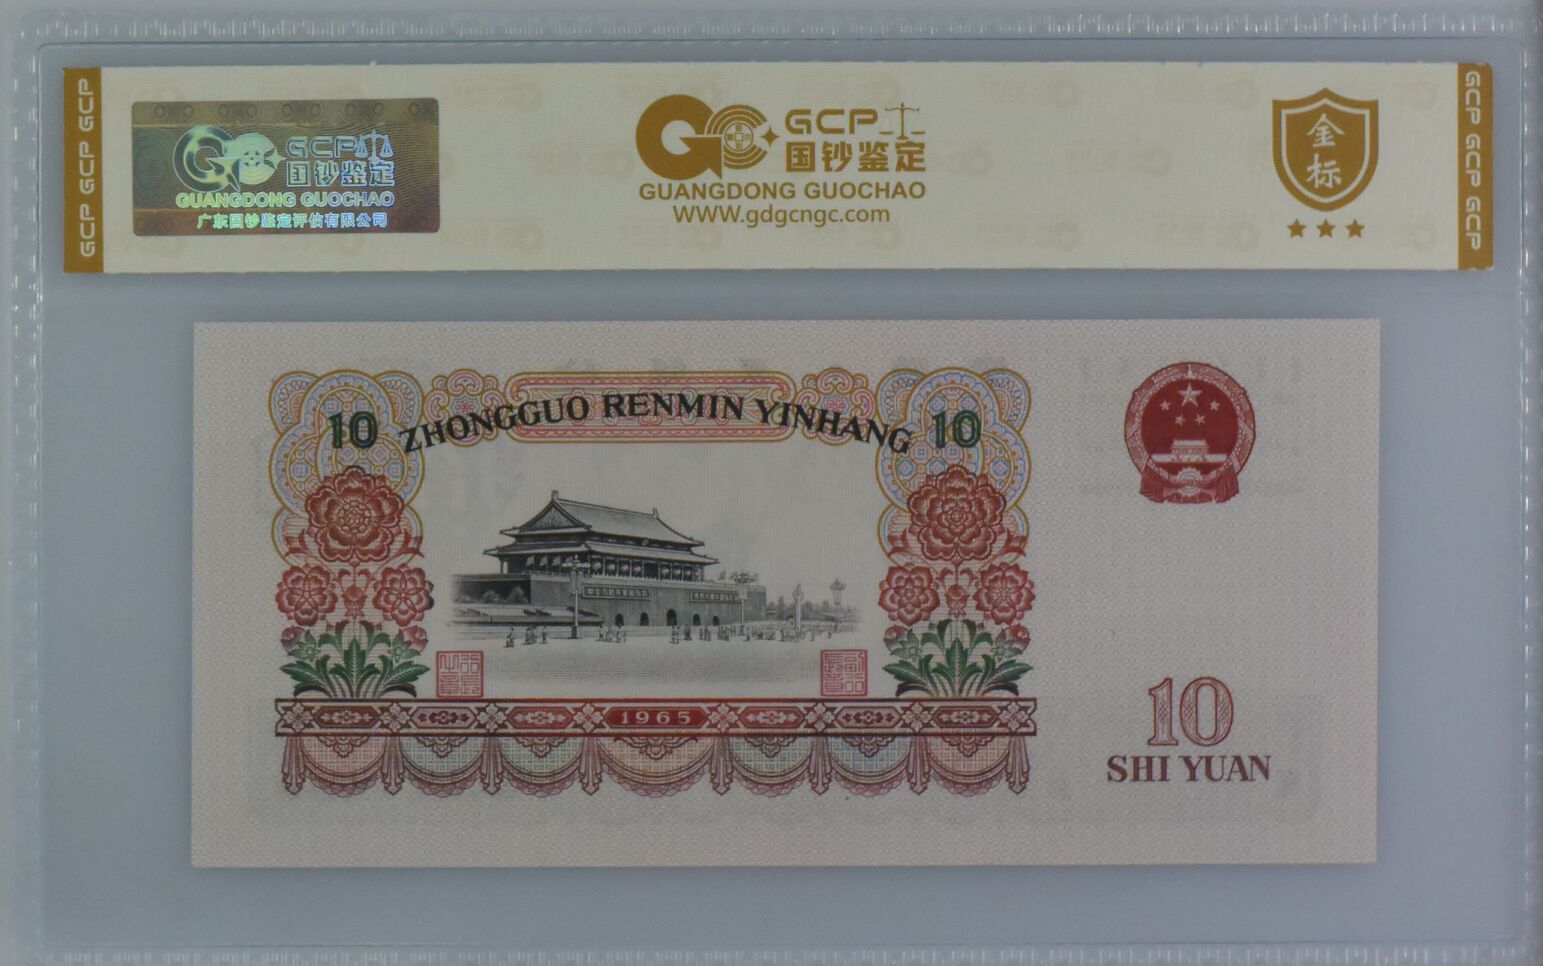 GCP GCP GCP
GCP
国钞鉴定
GUANGDONG GUOCHAO
广东国钞鉴定评估有限公司
GCP
国钞鉴定
GUANGDONG GUOCHAO
WWW.gdgcngc.com
金标
GCP GCP GCP
10 ZHONGGUO RENMIN YINHANG 10
1965
10
SHI YUAN